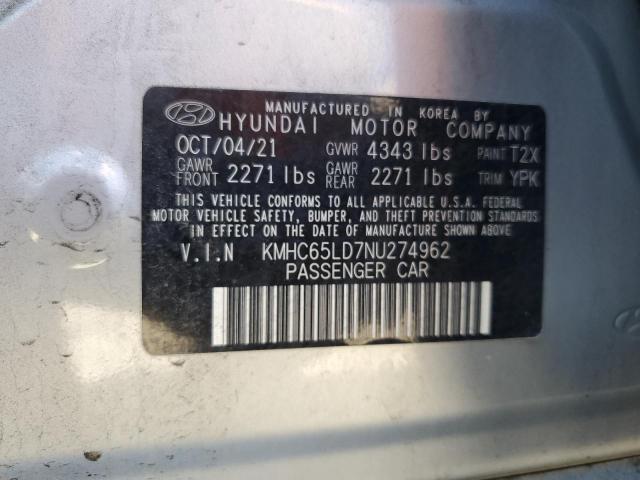 MANUFACTURED IN KOREA BY
HYUNDAI MOTOR COMPANY
OCT/04/21 GVWR 4343 lbs PAINT T2X
GAWR FRONT 2271 lbs GAWR REAR 2271 lbs TRIM YPK
THIS VEHICLE CONFORMS TO ALL APPLICABLE U.S.A. FEDERAL
MOTOR VEHICLE SAFETY, BUMPER, AND THEFT PREVENTION STANDARDS
IN EFFECT ON THE DATE OF MANUFACTURE SHOWN ABOVE.
V.I.N KMHC65LD7NU274962
PASSENGER CAR